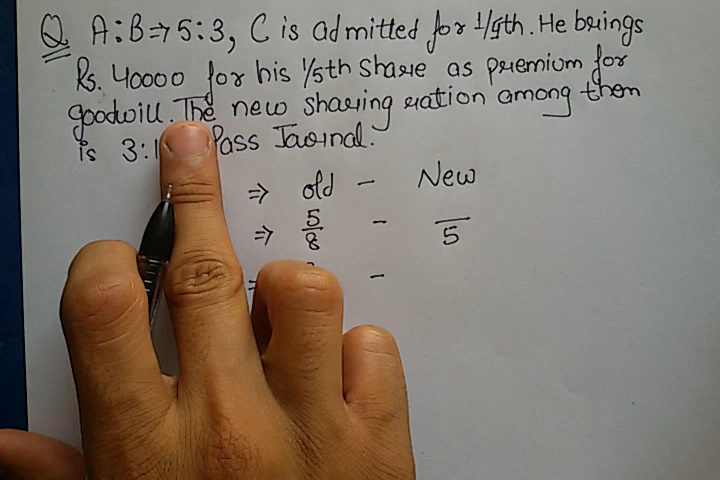 Q A:B⇒5:3, C is admitted for 1/5th. He brings
Rs. 40000 for his 1/5th Share as premium for
goodwill. The new sharing ration among them
is 3:1 Pass Journal.
⇒ old - New
⇒ 5/8 - —/5
⇒ -